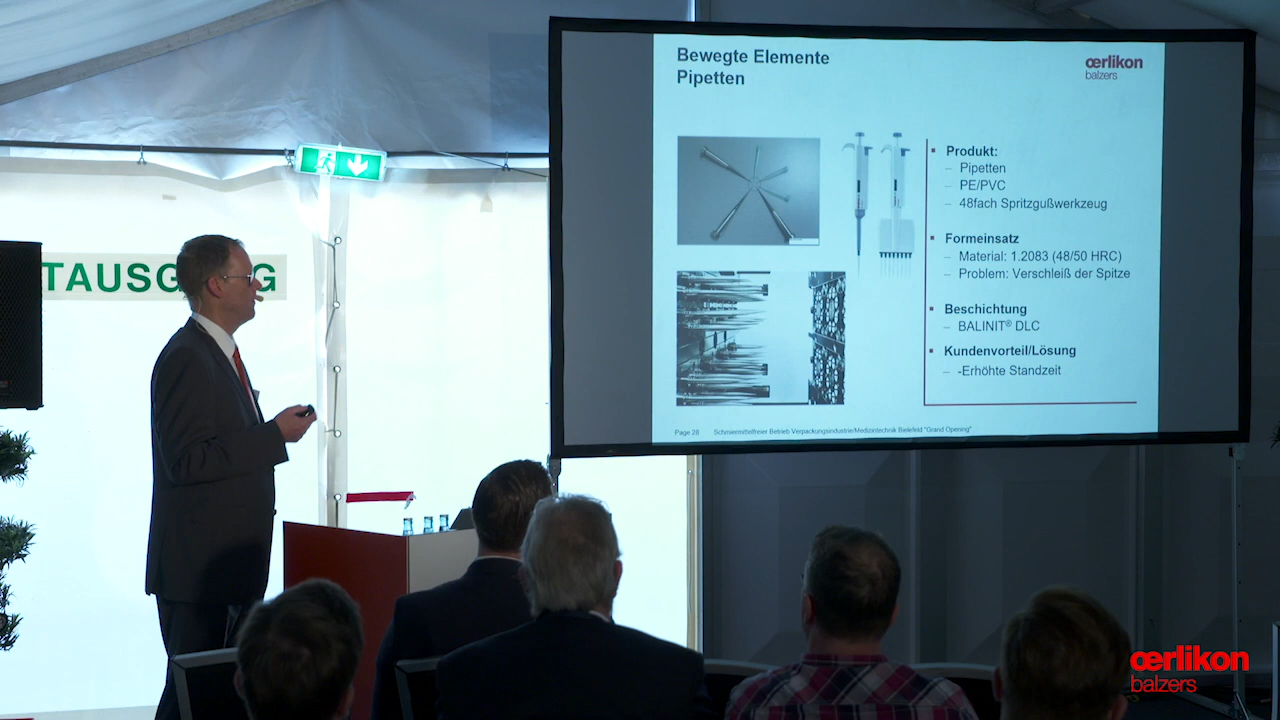 Bewegte Elemente
Pipetten
œrlikon
balzers
Produkt:
– Pipetten
– PE/PVC
– 48fach Spritzgußwerkzeug
Formeinsatz
– Material: 1.2083 (48/50 HRC)
– Problem: Verschleiß der Spitze
Beschichtung
– BALINIT® DLC
Kundenvorteil/Lösung
– -Erhöhte Standzeit
Page 28 Schmiermittelfreier Betrieb Verpackungsindustrie/Medizintechnik Bielefeld "Grand Opening"
TAUSG G
œrlikon
balzers